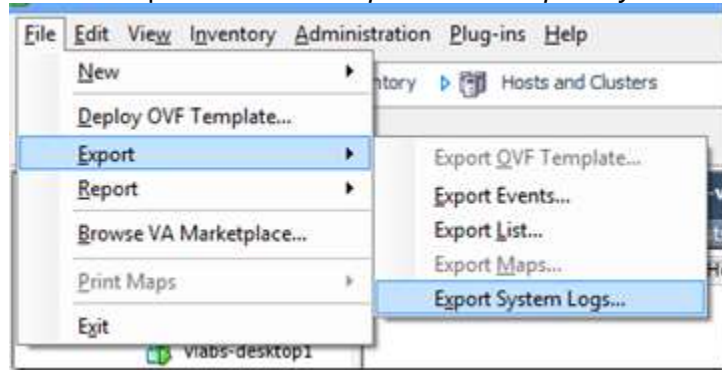 File Edit View Inventory Administration Plug-ins Help
New
ntory Hosts and Clusters
Deploy OVF Template...
Export
Export OVF Template...
Report
Export Events...
Browse VA Marketplace...
Export List...
Export Maps...
Print Maps
Export System Logs...
Exit
vlabs-desktop1